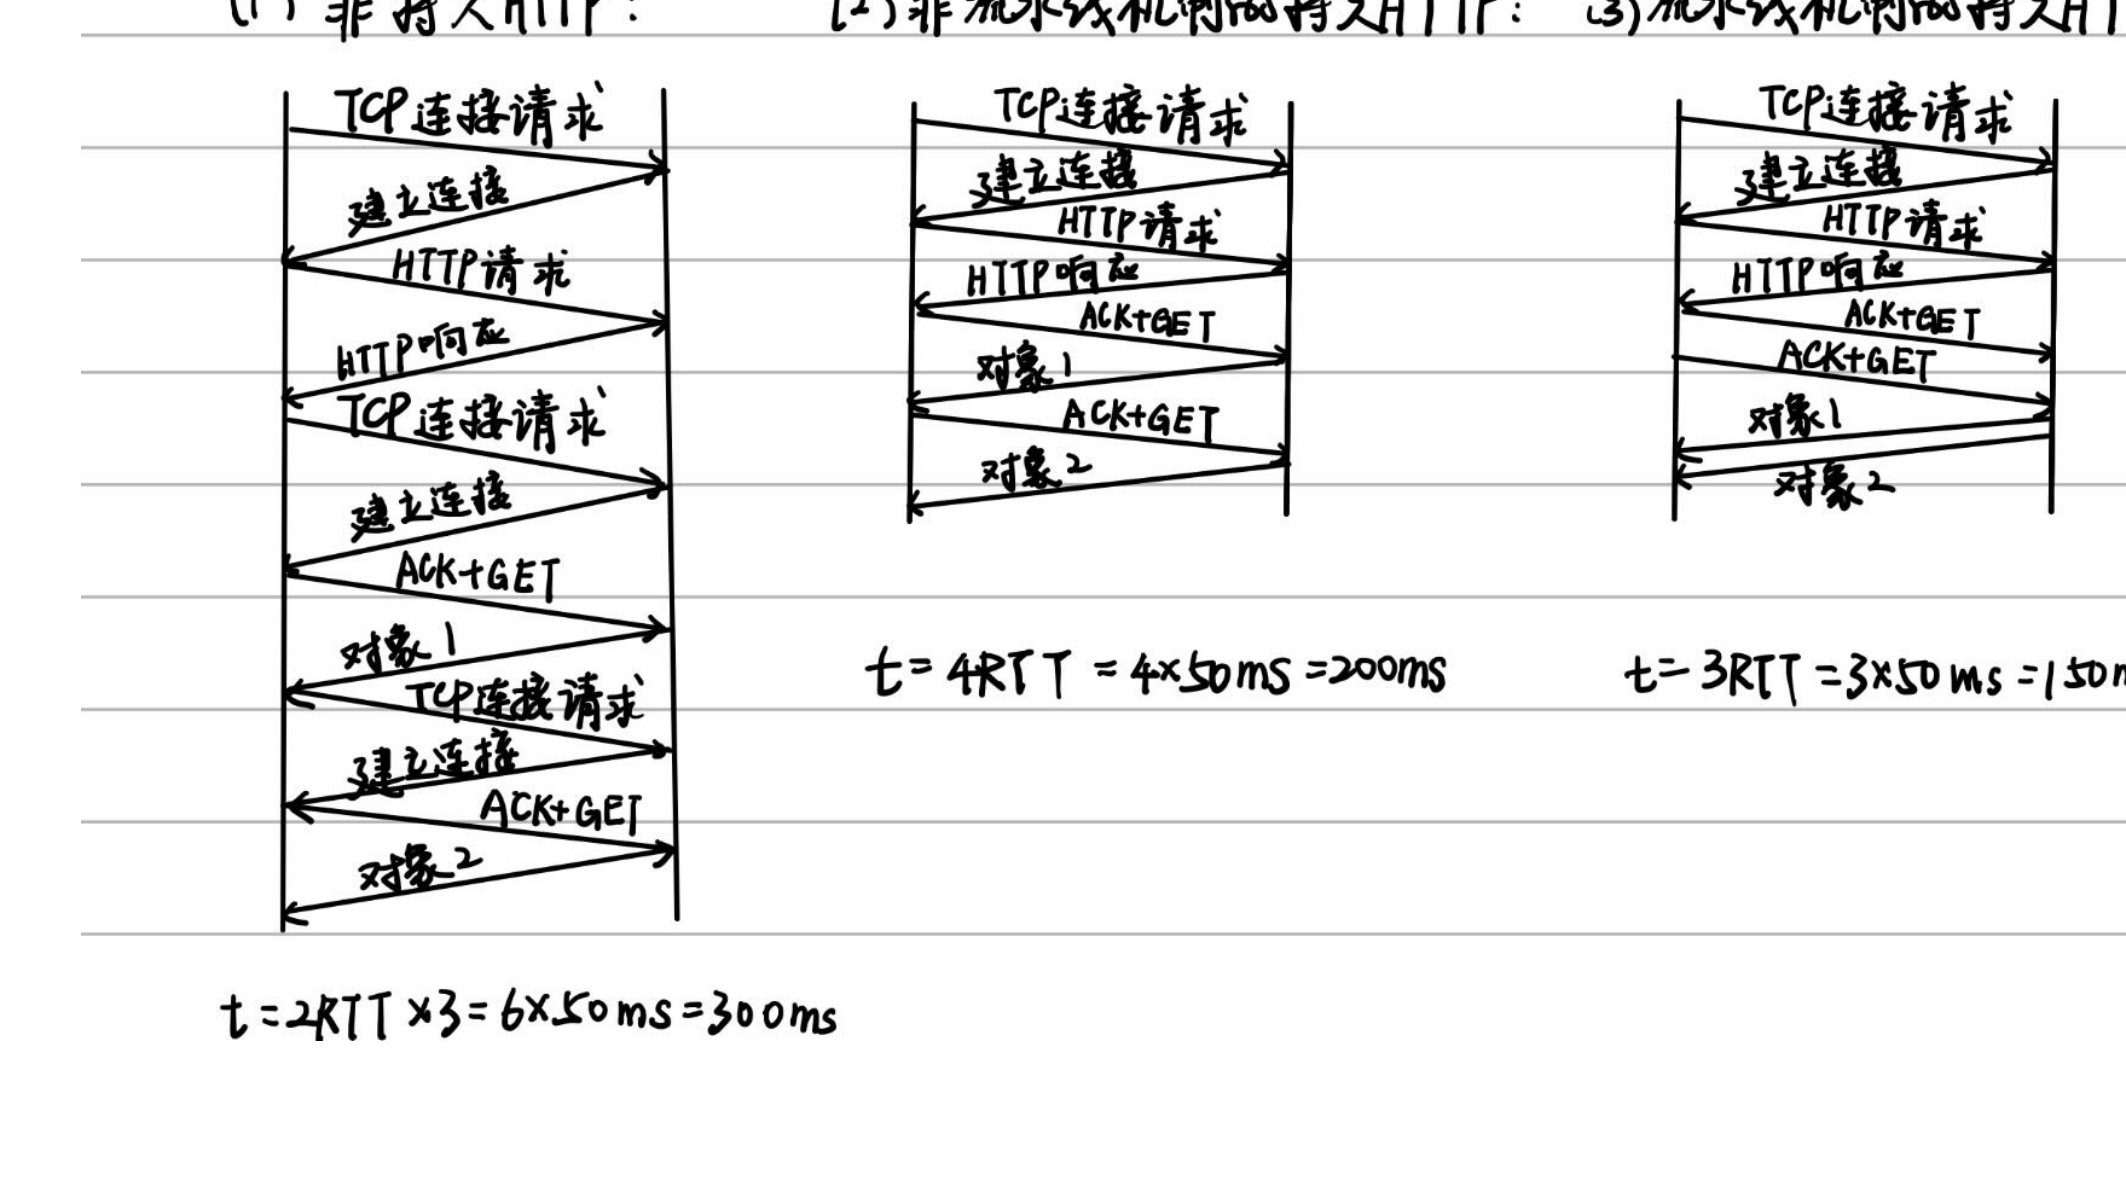 (1) 非持久HTTP:
(2)非流水线机制的持久HTTP:
(3)流水线机制的持久HT
TCP连接请求
建立连接
HTTP请求
HTTP响应
TCP连接请求
建立连接
ACK+GET
对象1
TCP连接请求
建立连接
ACK+GET
对象2
t=2RTT×3=6×50ms=300ms
TCP连接请求
建立连接
HTTP请求
HTTP响应
ACK+GET
对象1
ACK+GET
对象2
t=4RTT=4×50ms=200ms
TCP连接请求
建立连接
HTTP请求
HTTP响应
ACK+GET
ACK+GET
对象1
对象2
t=3RTT=3×50ms=150m